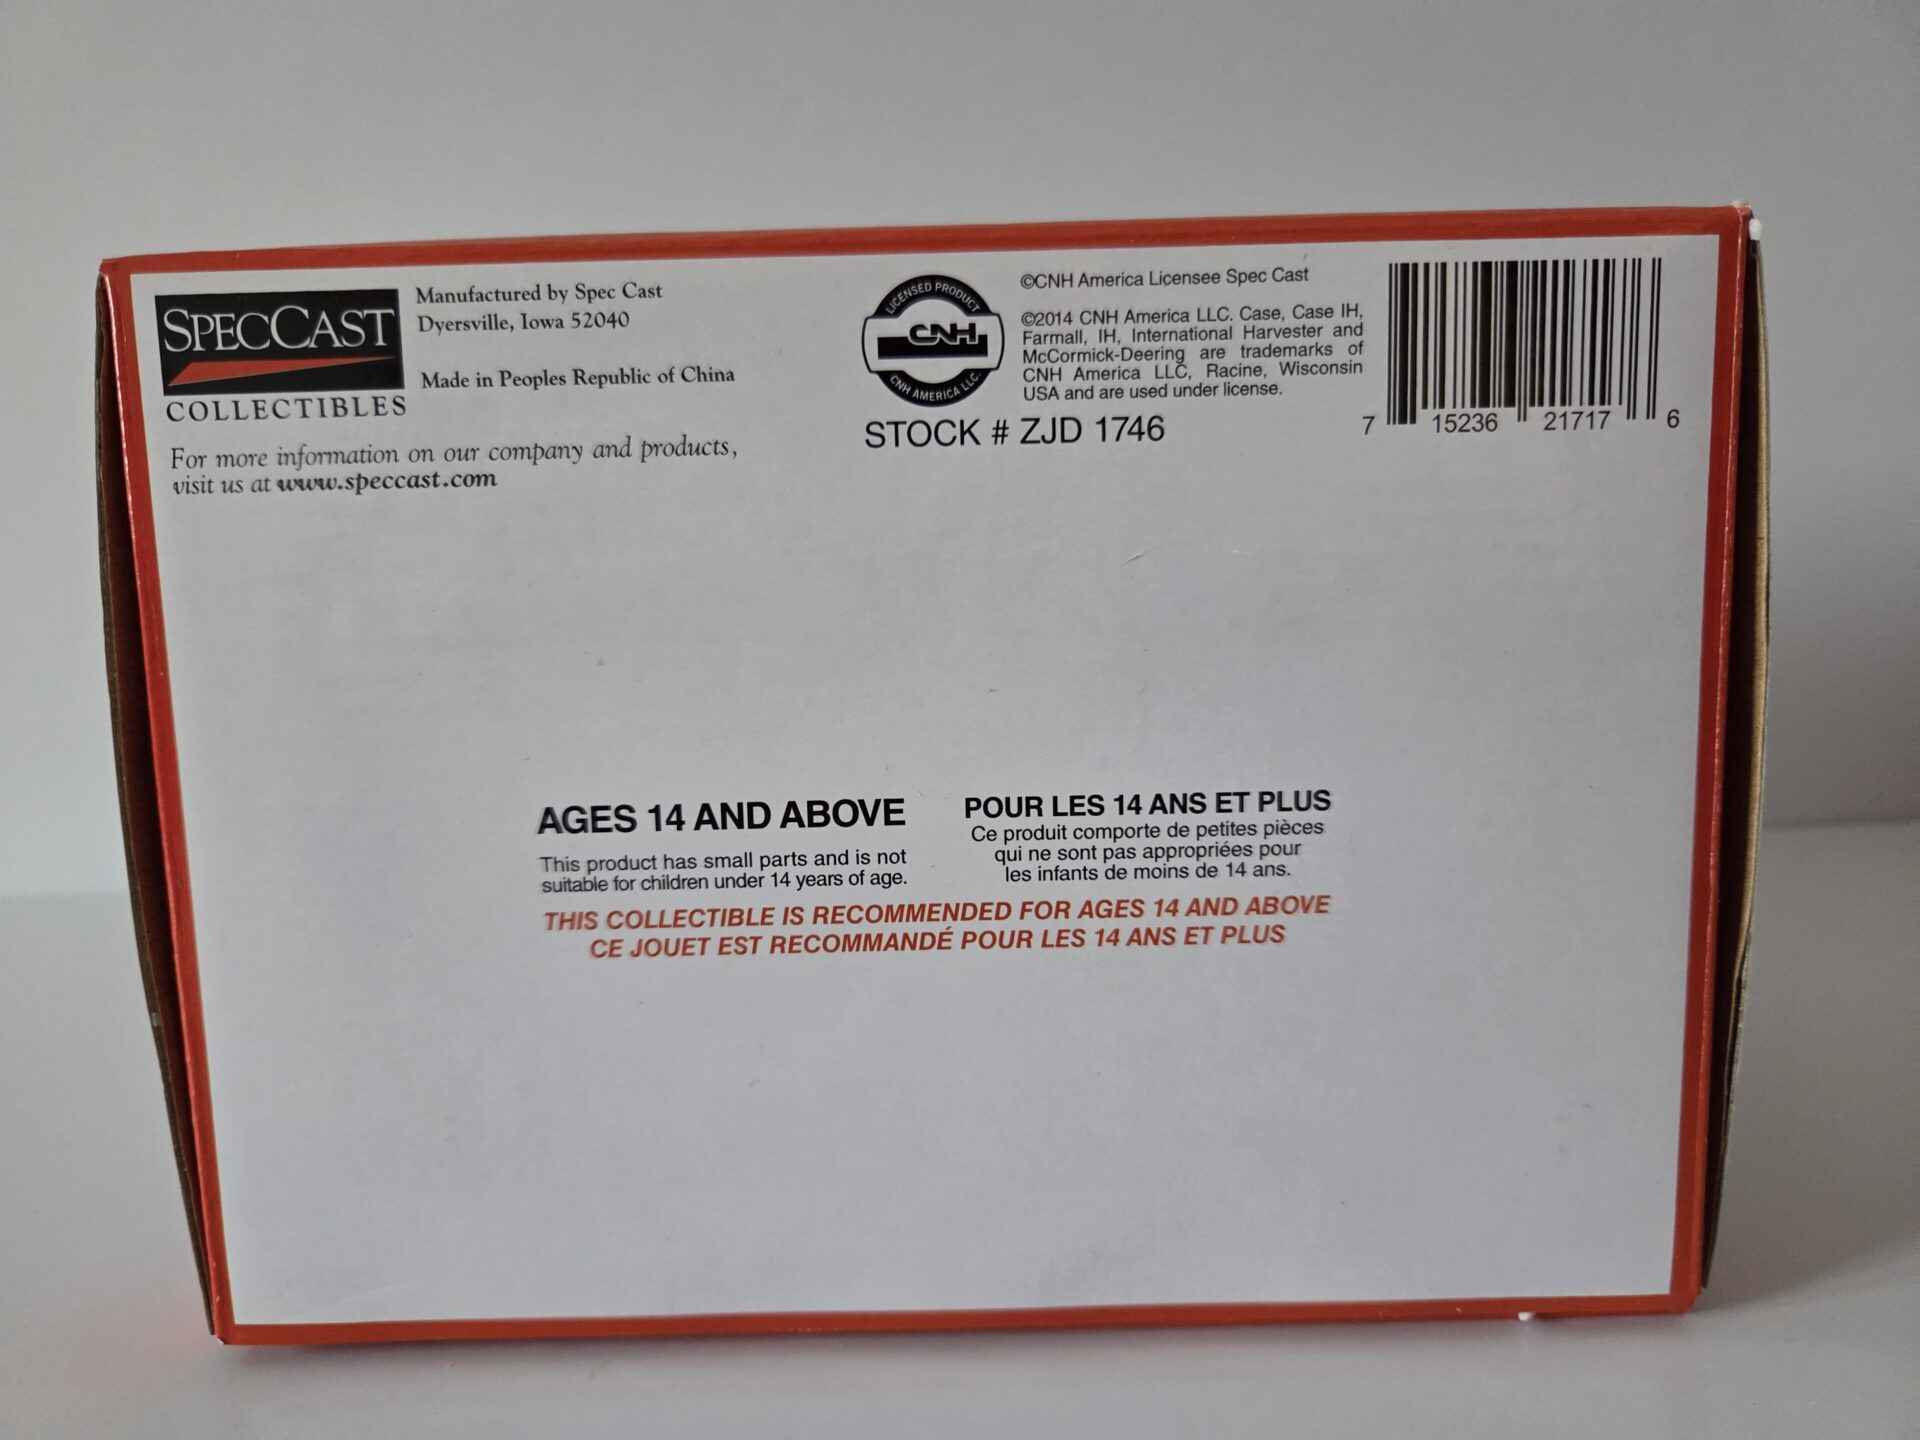 SPECCAST
COLLECTIBLES
Manufactured by Spec Cast
Dyersville, Iowa 52040
Made in Peoples Republic of China
For more information on our company and products,
visit us at www.speccast.com
LICENSED PRODUCT
CNH
CNH AMERICA LLC.
©CNH America Licensee Spec Cast
©2014 CNH America LLC. Case, Case IH,
Farmall, IH, International Harvester and
McCormick-Deering are trademarks of
CNH America LLC, Racine, Wisconsin
USA and are used under license.
STOCK # ZJD 1746
7 15236 21717 6
AGES 14 AND ABOVE
This product has small parts and is not
suitable for children under 14 years of age.
POUR LES 14 ANS ET PLUS
Ce produit comporte de petites pièces
qui ne sont pas appropriées pour
les infants de moins de 14 ans.
THIS COLLECTIBLE IS RECOMMENDED FOR AGES 14 AND ABOVE
CE JOUET EST RECOMMANDÉ POUR LES 14 ANS ET PLUS